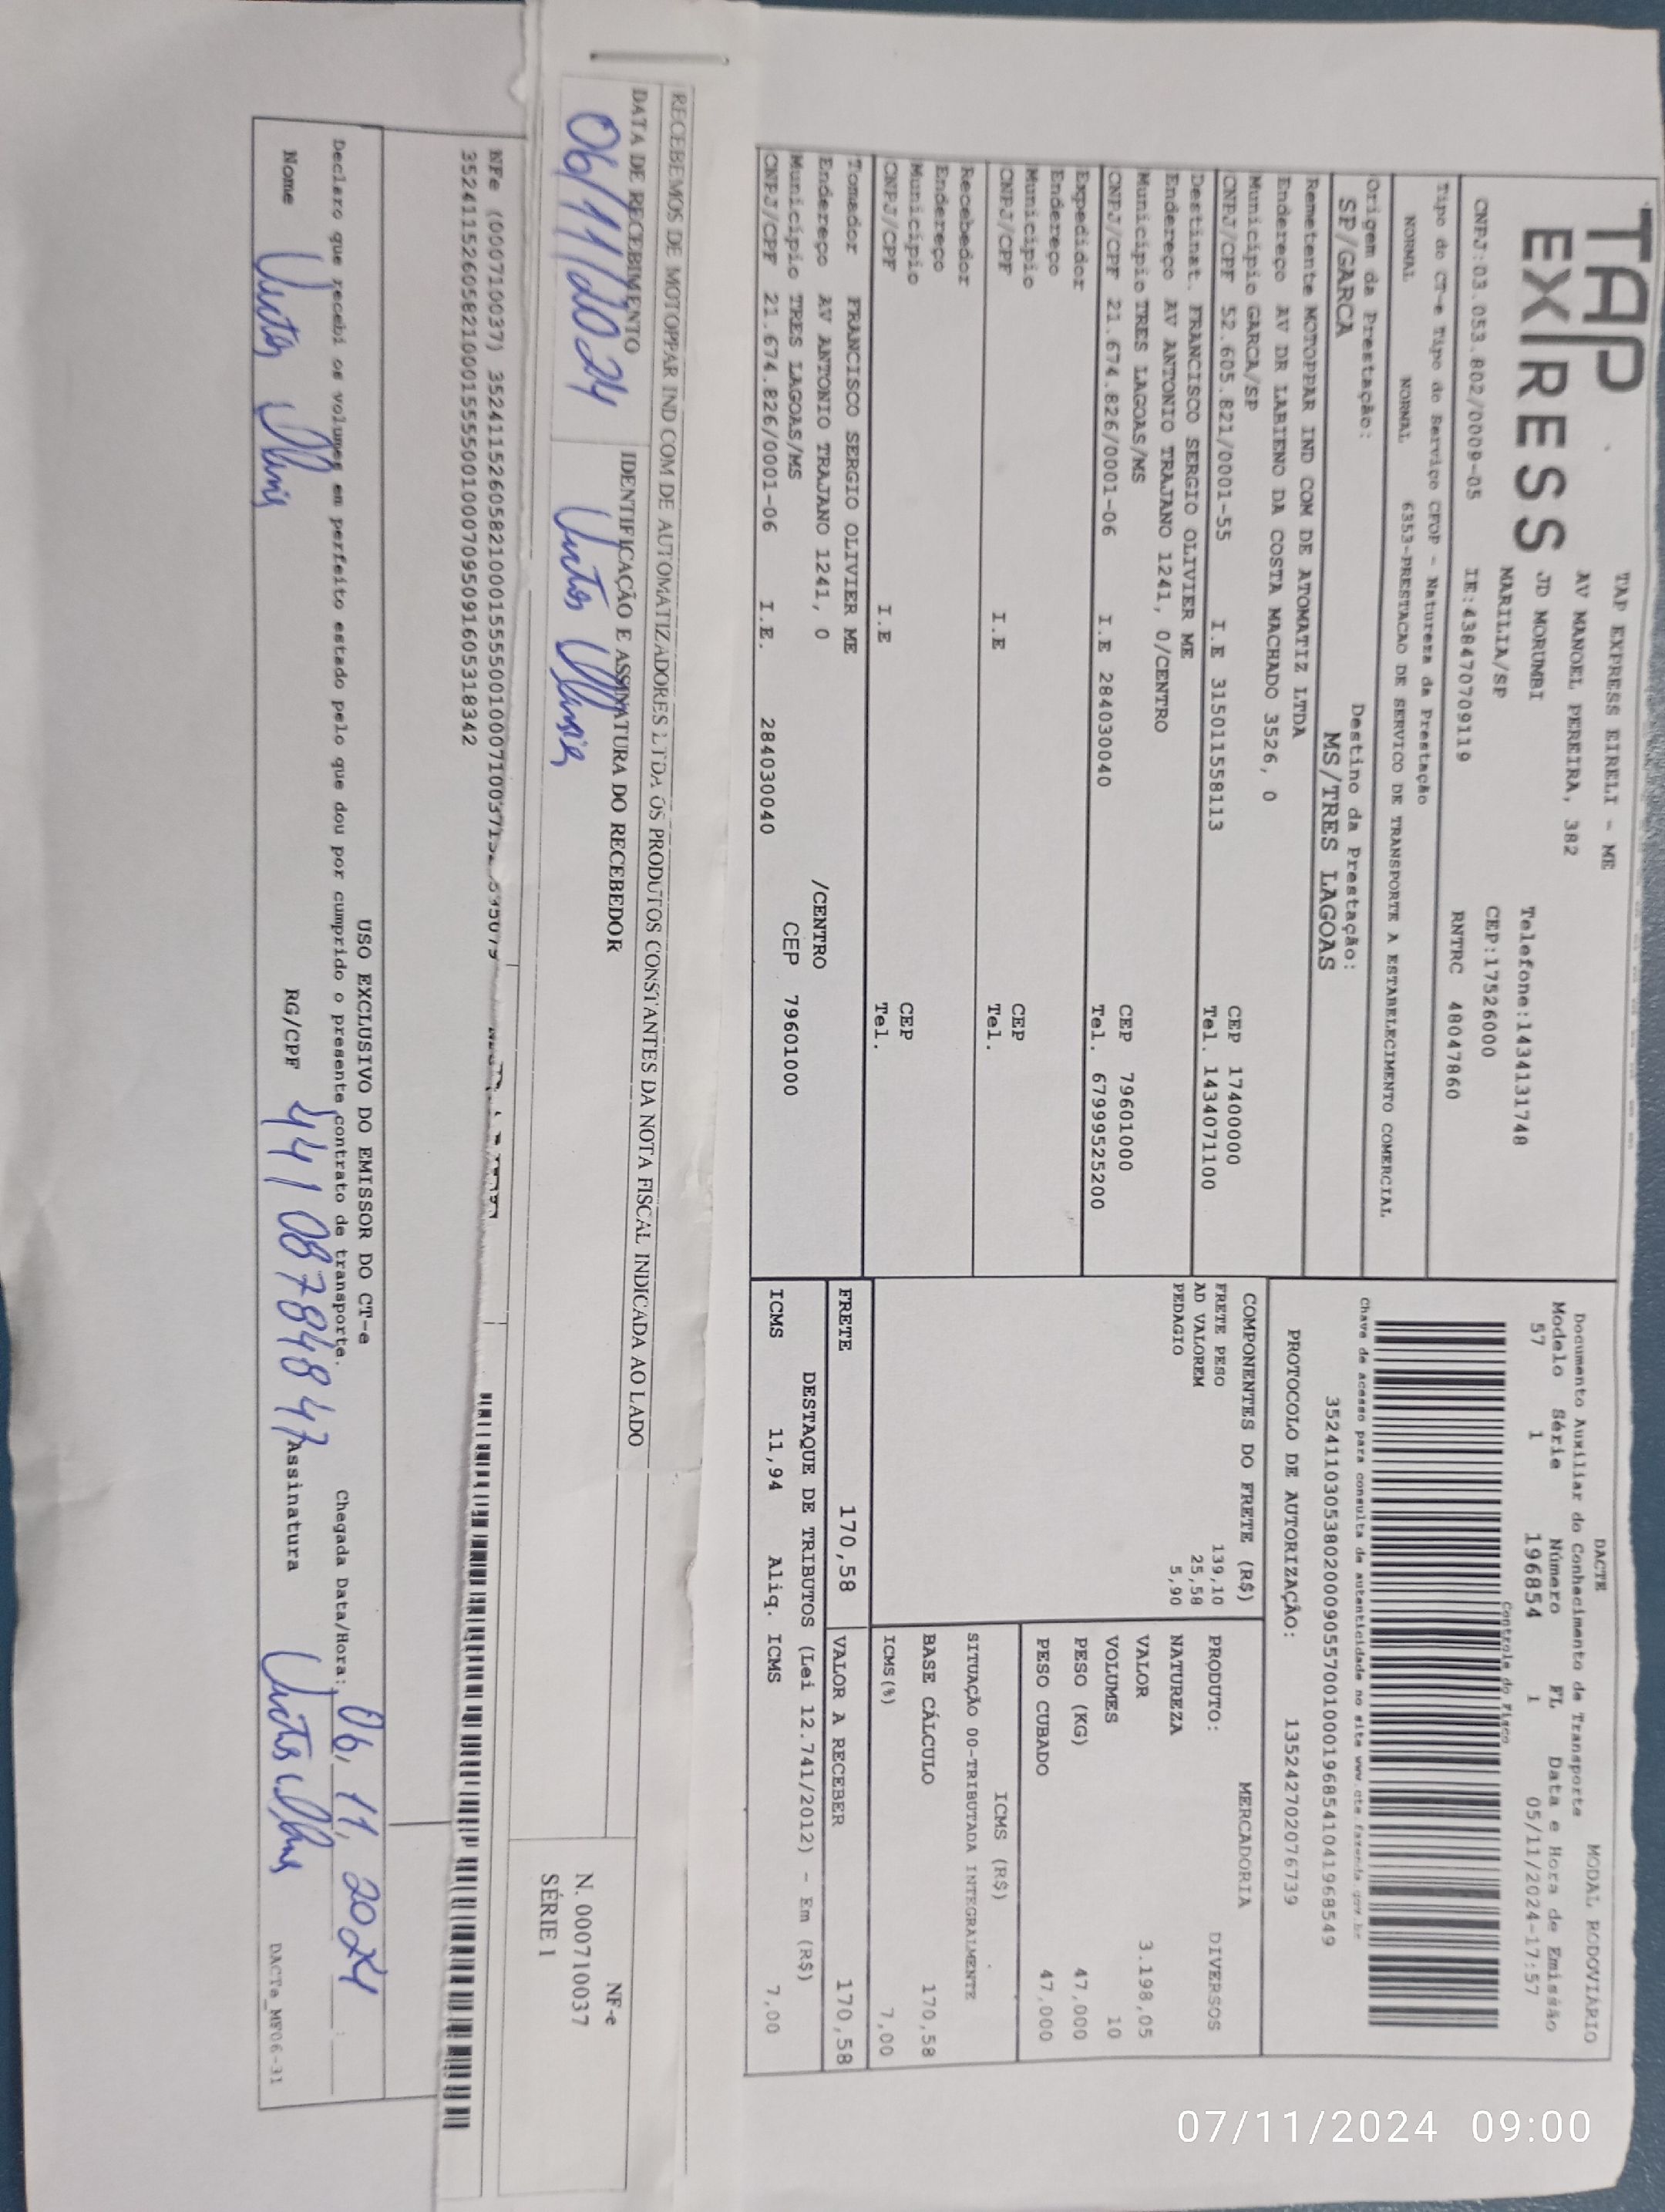 TAP
EXPRESS
TAP EXPRESS EIRELI - ME
AV MANOEL PEREIRA, 382
JD MORUMBI
Telefone:1434131748
MARILIA/SP
CEP:17526000
CNPJ:03.053.802/0009-05
IE:438470709119
RNTRC 48047860
Tipo do CT-e Tipo do Serviço CFOP - Natureza da Prestação
NORMAL NORMAL 6353-PRESTACAO DE SERVICO DE TRANSPORTE A ESTABELECIMENTO COMERCIAL
Origem da Prestação: Destino da Prestação:
SP/GARCA MS/TRES LAGOAS
Remetente MOTOPPAR IND COM DE ATOMATIZ LTDA
Endereço AV DR LABIENO DA COSTA MACHADO 3526, 0
Município GARCA/SP CEP 17400000
CNPJ/CPF 52.605.821/0001-55 I.E 315011558113 Tel. 1434071100
Destinat. FRANCISCO SERGIO OLIVIER ME
Endereço AV ANTONIO TRAJANO 1241, 0/CENTRO
Município TRES LAGOAS/MS CEP 79601000
CNPJ/CPF 21.674.826/0001-06 I.E 284030040 Tel. 67999525200
Expedidor
Endereço
Município CEP
CNPJ/CPF I.E Tel.
Recebedor
Endereço
Município CEP
CNPJ/CPF I.E Tel.
Tomador FRANCISCO SERGIO OLIVIER ME
Endereço AV ANTONIO TRAJANO 1241, 0 /CENTRO
Município TRES LAGOAS/MS CEP 79601000
CNPJ/CPF 21.674.826/0001-06 I.E. 284030040
DACTE MODAL RODOVIÁRIO
Documento Auxiliar do Conhecimento de Transporte
Modelo Série Número FL Data e Hora de Emissão
57 1 196854 1 05/11/2024-17:57
Controle do Fisco
Chave de acesso para consulta de autenticidade no site www.cte.fazenda.gov.br
35241103053802000905570010001968541041968549
PROTOCOLO DE AUTORIZAÇÃO: 135242702076739
COMPONENTES DO FRETE (R$)
FRETE PESO 139,10
AD VALOREM 25,58
PEDAGIO 5,90
MERCADORIA
PRODUTO: DIVERSOS
NATUREZA
VALOR 3.198,05
VOLUMES 10
PESO (KG) 47,000
PESO CUBADO 47,000
ICMS (R$)
SITUAÇÃO 00-TRIBUTADA INTEGRALMENTE
BASE CÁLCULO 170,58
ICMS(%) 7,00
FRETE 170,58 VALOR A RECEBER 170,58
DESTAQUE DE TRIBUTOS (Lei 12.741/2012) - Em (R$)
ICMS 11,94 Aliq. ICMS 7,00
RECEBEMOS DE MOTOPPAR IND COM DE AUTOMATIZADORES LTDA OS PRODUTOS CONSTANTES DA NOTA FISCAL INDICADA AO LADO
DATA DE RECEBIMENTO IDENTIFICAÇÃO E ASSINATURA DO RECEBEDOR
06/11/2024
NF-e
N. 000710037
SÉRIE 1
NFe (000710037)
35241152605821000155550010007095091605318342
USO EXCLUSIVO DO EMISSOR DO CT-e
Declaro que recebi os volumes em perfeito estado pelo que dou por cumprido o presente contrato de transporte. Chegada Data/Hora: 06, 11, 2024
Nome RG/CPF 44108784847 Assinatura
DACTe_MF06-31
07/11/2024 09:00